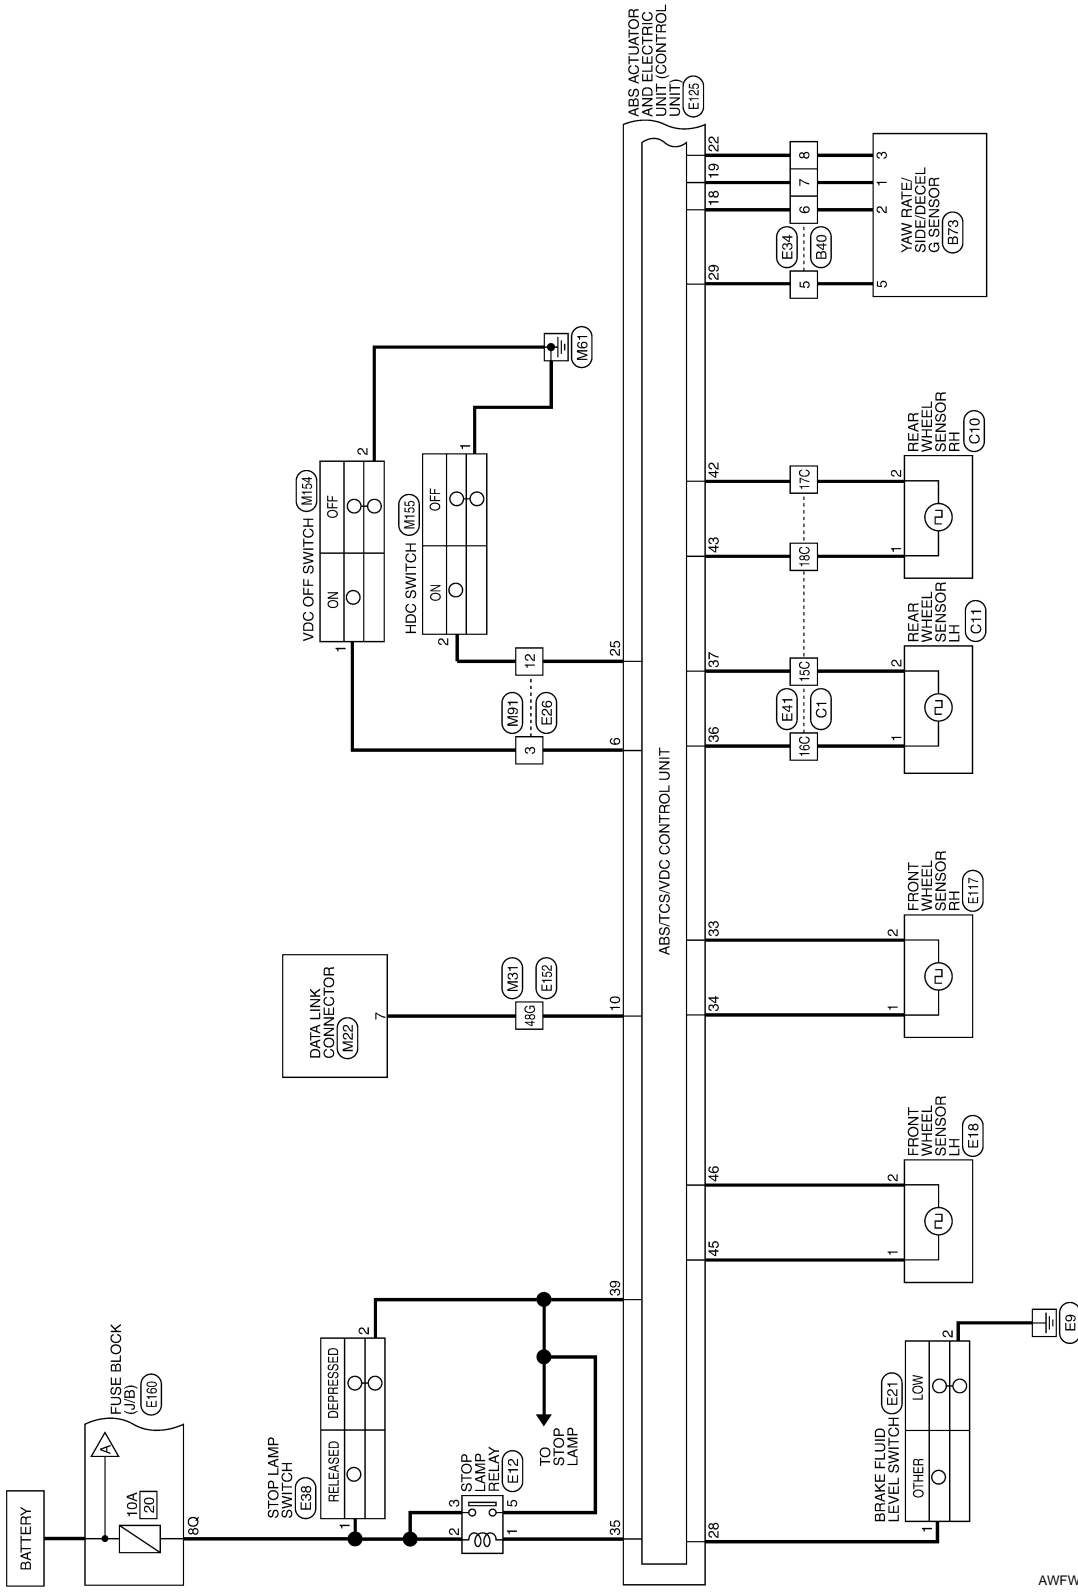 BATTERY
FUSE BLOCK
(J/B)
E160
A
10A
20
8Q
STOP LAMP
SWITCH
E38
RELEASED
DEPRESSED
1
2
STOP
LAMP
RELAY
E12
2
3
1
5
TO
STOP
LAMP
35
39
DATA LINK
CONNECTOR
M22
7
48G
M31
E152
10
VDC OFF SWITCH
M154
ON
OFF
1
2
HDC SWITCH
M155
ON
OFF
2
1
M61
3
M91
E26
12
6
25
ABS ACTUATOR
AND ELECTRIC
UNIT (CONTROL
UNIT)
E125
ABS/TCS/VDC CONTROL UNIT
28
45
46
34
33
36
37
43
42
29
18
19
22
16C
E41
C1
15C
18C
17C
5
E34
B40
6
7
8
BRAKE FLUID
LEVEL SWITCH
E21
OTHER
LOW
1
2
E9
FRONT
WHEEL
SENSOR
LH
E18
1
2
FRONT
WHEEL
SENSOR
RH
E117
1
2
REAR
WHEEL
SENSOR
LH
C11
1
2
REAR
WHEEL
SENSOR
RH
C10
1
2
YAW RATE/
SIDE/DECEL
G SENSOR
B73
5
2
1
3